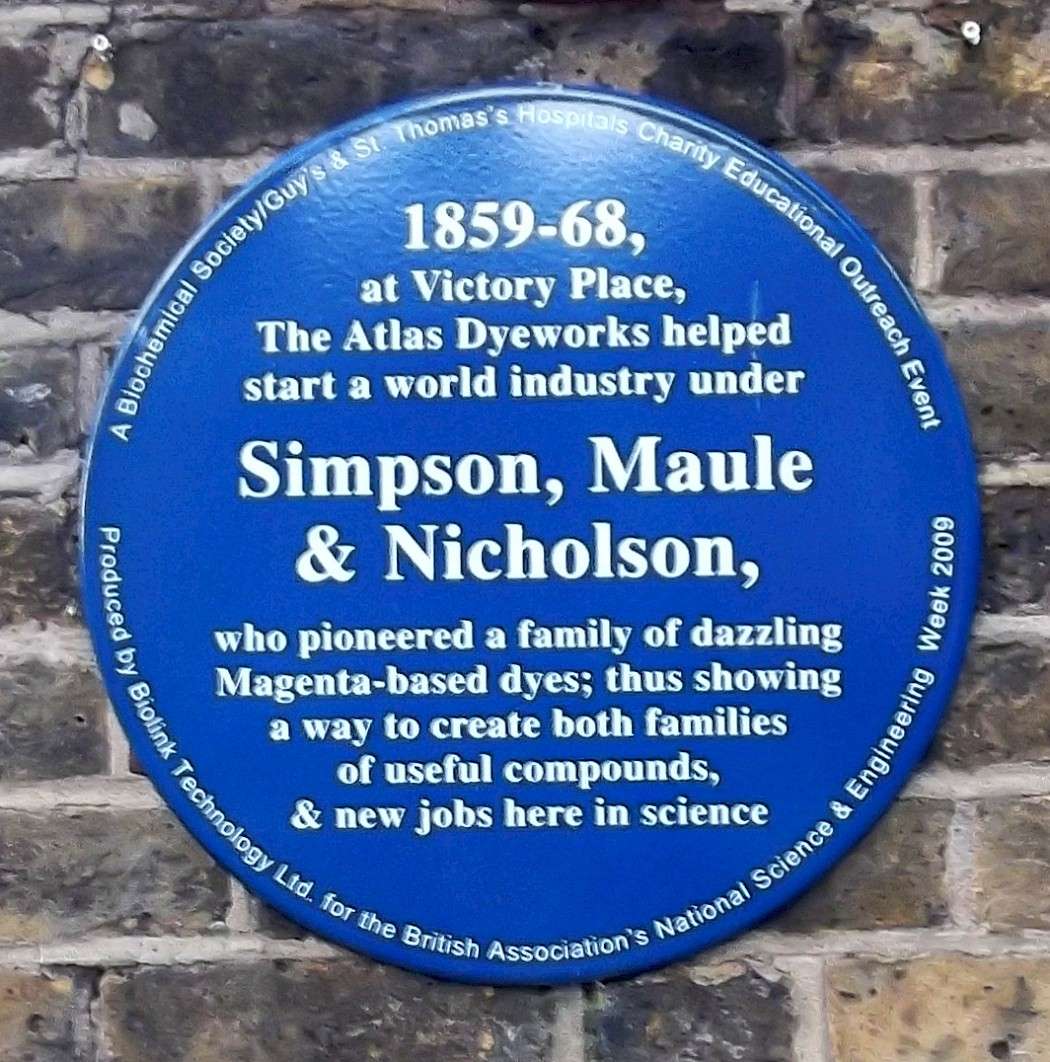 A Biochemical Society/Guy's & St Thomas's Hospitals Charity Educational Outreach Event
1859-68,
at Victory Place,
The Atlas Dyeworks helped
start a world industry under
Simpson, Maule
& Nicholson,
who pioneered a family of dazzling
Magenta-based dyes; thus showing
a way to create both families
of useful compounds,
& new jobs here in science
Produced by Biolink Technology Ltd. for the British Association's National Science & Engineering Week 2009